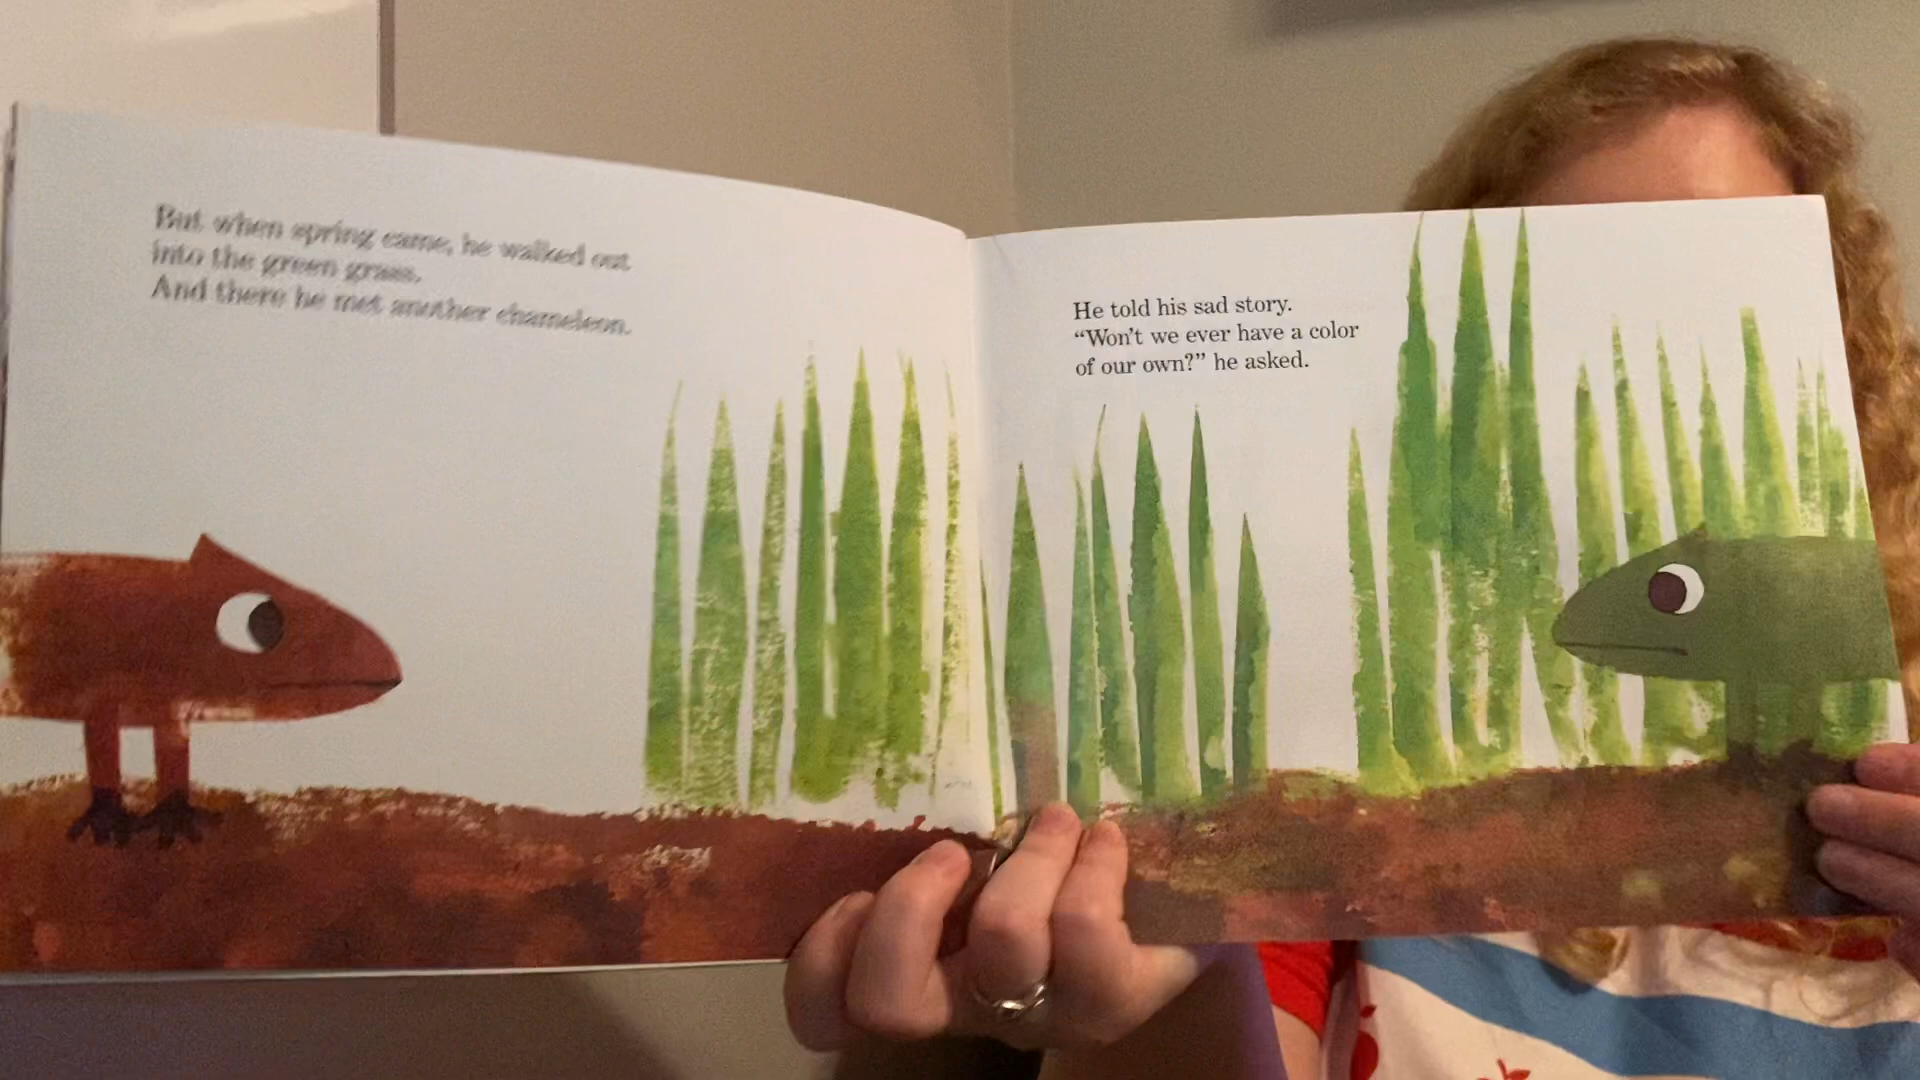 But when spring came, he walked out
into the green grass.
And there he met another chameleon.
He told his sad story.
“Won’t we ever have a color
of our own?” he asked.